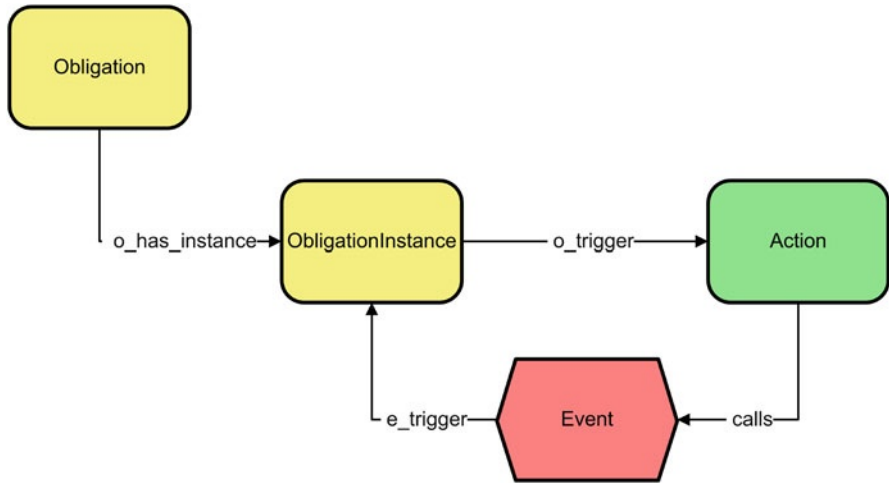 Obligation
o_has_instance
ObligationInstance
o_trigger
Action
e_trigger
Event
calls